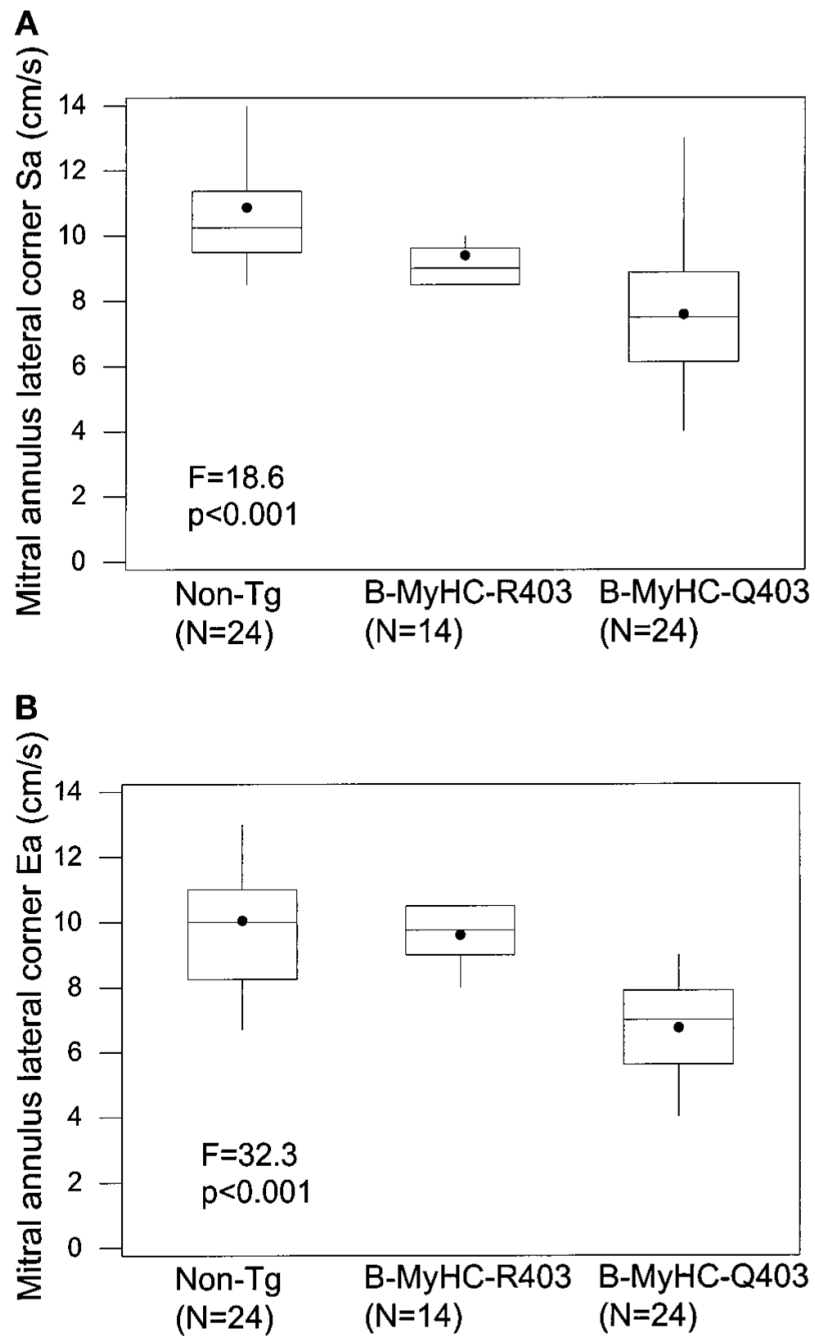 A
Mitral annulus lateral corner Sa (cm/s)
14
12
10
8
6
4
2
0
F=18.6
p<0.001
Non-Tg B-MyHC-R403 B-MyHC-Q403
(N=24) (N=14) (N=24)
B
Mitral annulus lateral corner Ea (cm/s)
14
12
10
8
6
4
2
0
F=32.3
p<0.001
Non-Tg B-MyHC-R403 B-MyHC-Q403
(N=24) (N=14) (N=24)